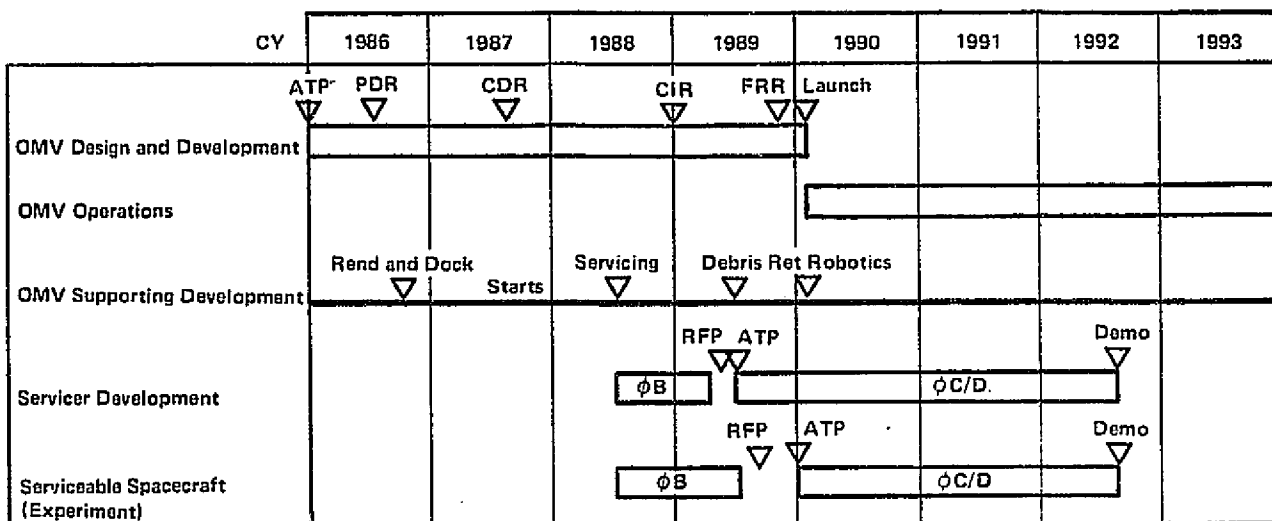 CY 1986 1987 1988 1989 1990 1991 1992 1993
ATP PDR CDR CIR FRR Launch
OMV Design and Development
OMV Operations
Rend and Dock Servicing Debris Ret Robotics
OMV Supporting Development Starts
RFP ATP Demo
Servicer Development ϕB ϕC/D.
RFP ATP Demo
Serviceable Spacecraft ϕB ϕC/D
(Experiment)